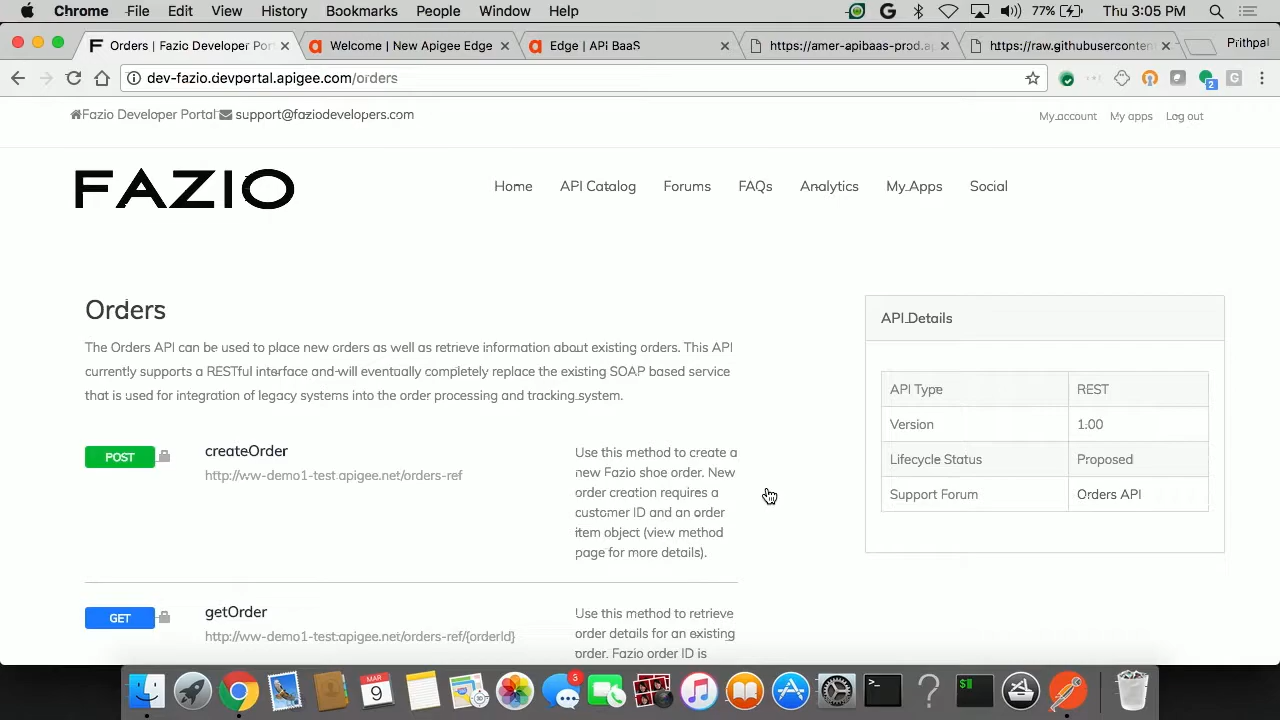 Chrome File Edit View History Bookmarks People Window Help 77% Thu 3:05 PM
Orders | Fazio Developer Por Welcome | New Apigee Edge Edge | API BaaS https://amer-apibaas-prod.a https://raw.githubusercontent Prithpal
dev-fazio.devportal.apigee.com/orders
2
G
Fazio Developer Portal support@faziodevelopers.com My account My apps Log out
FAZIO
Home API Catalog Forums FAQs Analytics My Apps Social
Orders
The Orders API can be used to place new orders as well as retrieve information about existing orders. This API
currently supports a RESTful interface and will eventually completely replace the existing SOAP based service
that is used for integration of legacy systems into the order processing and tracking system.
POST
createOrder
http://ww-demo1-test.apigee.net/orders-ref
Use this method to create a
new Fazio shoe order. New
order creation requires a
customer ID and an order
item object (view method
page for more details).
GET
getOrder
http://ww-demo1-test.apigee.net/orders-ref/{orderId}
Use this method to retrieve
order details for an existing
order. Fazio order ID is
API Details
API Type REST
Version 1.00
Lifecycle Status Proposed
Support Forum Orders API
MAR
9
3